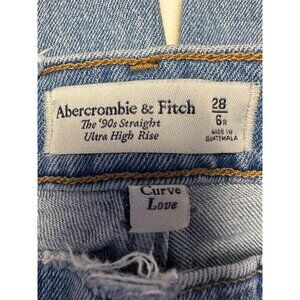 Abercrombie & Fitch
The '90s Straight
Ultra High Rise
28
6R
MADE IN
GUATEMALA
Curve
Love